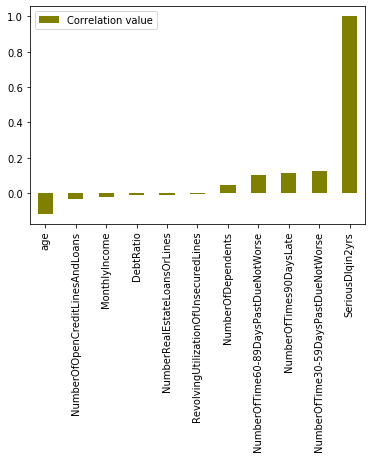 Correlation value
1.0
0.8
0.6
0.4
0.2
0.0
age
NumberOfOpenCreditLinesAndLoans
MonthlyIncome
DebtRatio
NumberRealEstateLoansOrLines
RevolvingUtilizationOfUnsecuredLines
NumberOfDependents
NumberOfTime60-89DaysPastDueNotWorse
NumberOfTimes90DaysLate
NumberOfTime30-59DaysPastDueNotWorse
SeriousDlqin2yrs